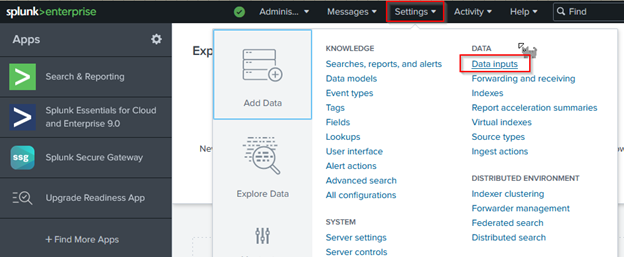 splunk>enterprise
Adminis...
Messages
Settings
Activity
Help
Find
Apps
Search & Reporting
Splunk Essentials for Cloud
and Enterprise 9.0
ssg
Splunk Secure Gateway
Upgrade Readiness App
+ Find More Apps
Add Data
Explore Data
KNOWLEDGE
Searches, reports, and alerts
Data models
Event types
Tags
Fields
Lookups
User interface
Alert actions
Advanced search
All configurations
SYSTEM
Server settings
Server controls
DATA
Data inputs
Forwarding and receiving
Indexes
Report acceleration summaries
Virtual indexes
Source types
Ingest actions
DISTRIBUTED ENVIRONMENT
Indexer clustering
Forwarder management
Federated search
Distributed search